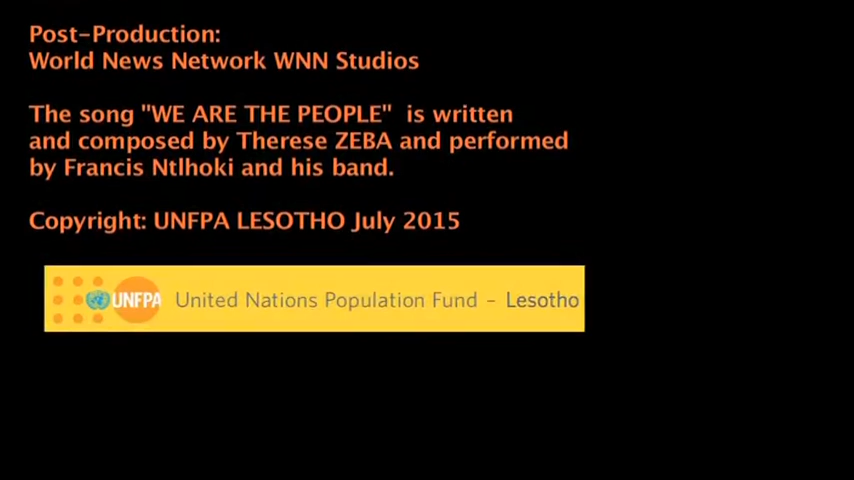 Post-Production:
World News Network WNN Studios
The song "WE ARE THE PEOPLE" is written
and composed by Therese ZEBA and performed
by Francis Ntlhoki and his band.
Copyright: UNFPA LESOTHO July 2015
UNFPA United Nations Population Fund - Lesotho